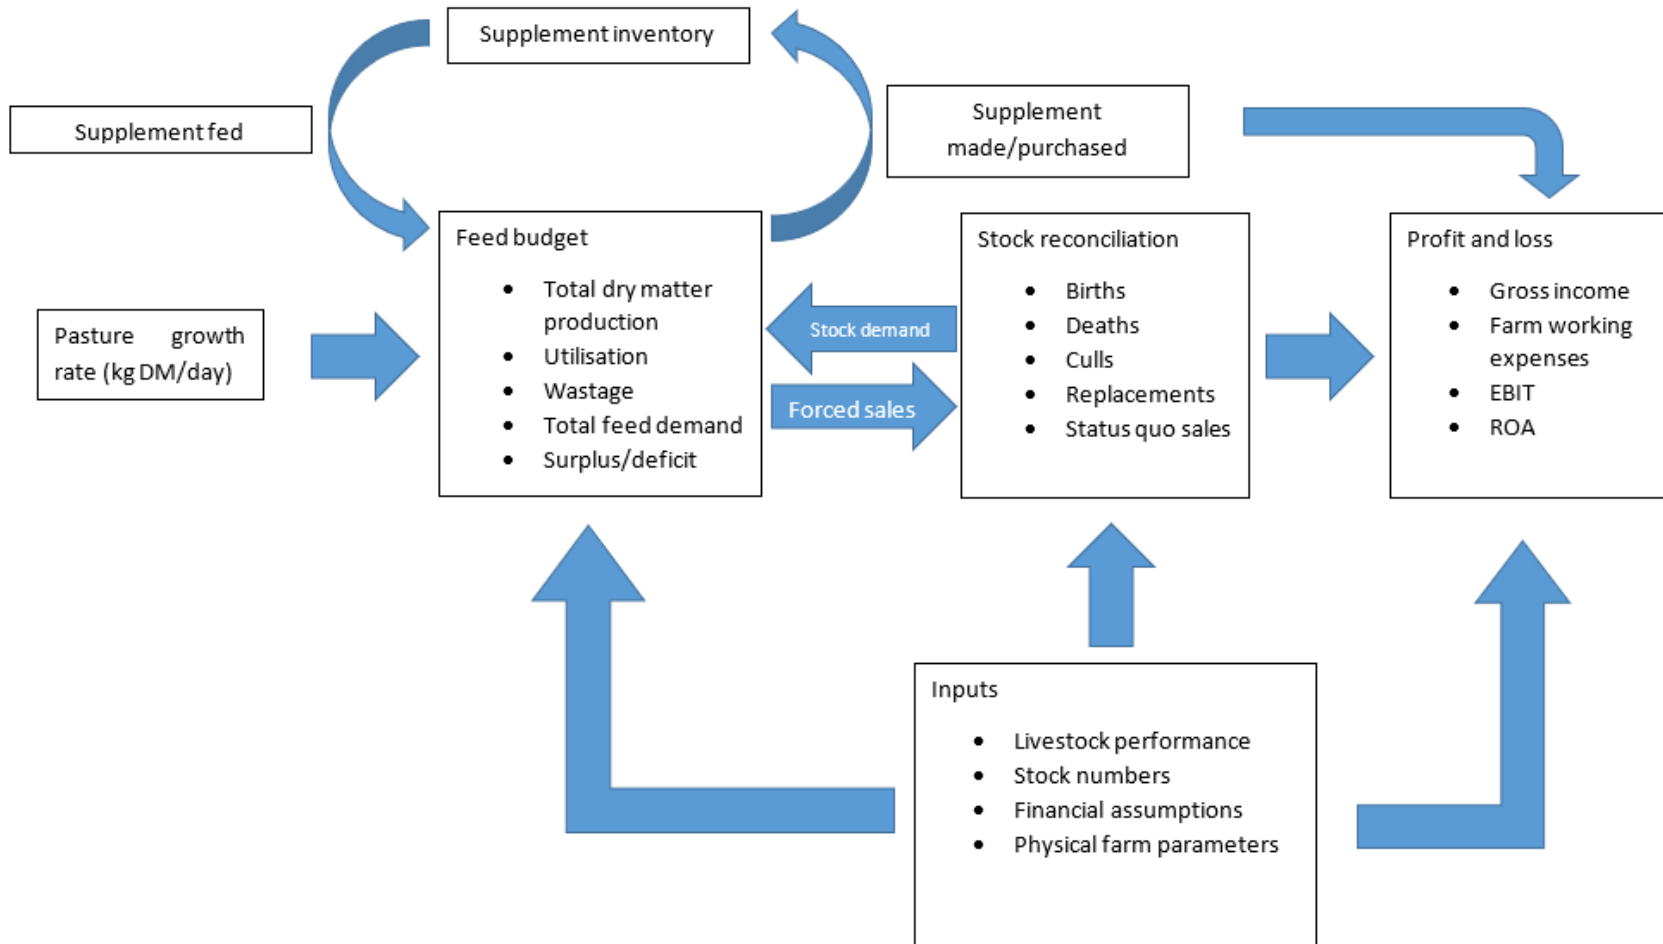 Supplement inventory
Supplement fed
Supplement
made/purchased
Feed budget
• Total dry matter
production
• Utilisation
• Wastage
• Total feed demand
• Surplus/deficit
Stock reconciliation
• Births
• Deaths
• Culls
• Replacements
• Status quo sales
Profit and loss
• Gross income
• Farm working
expenses
• EBIT
• ROA
Pasture growth
rate (kg DM/day)
Stock demand
Forced sales
Inputs
• Livestock performance
• Stock numbers
• Financial assumptions
• Physical farm parameters